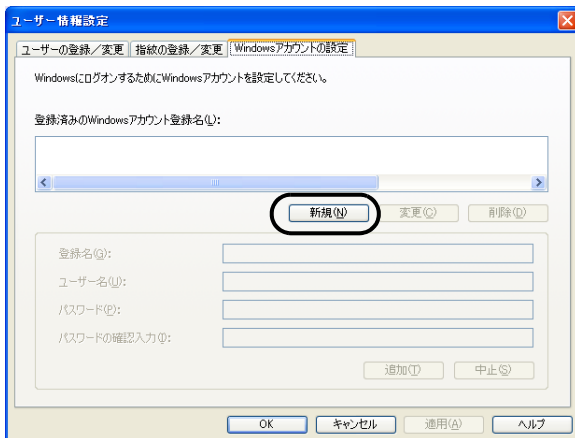 ユーザー情報設定
ユーザーの登録／変更 指紋の登録／変更 Windowsアカウントの設定
WindowsにログオンするためにWindowsアカウントを設定してください。
登録済みのWindowsアカウント登録名(L):
新規(N) 変更(C) 削除(D)
登録名(G):
ユーザー名(U):
パスワード(P):
パスワードの確認入力(I):
追加(T) 中止(S)
OK キャンセル 適用(A) ヘルプ